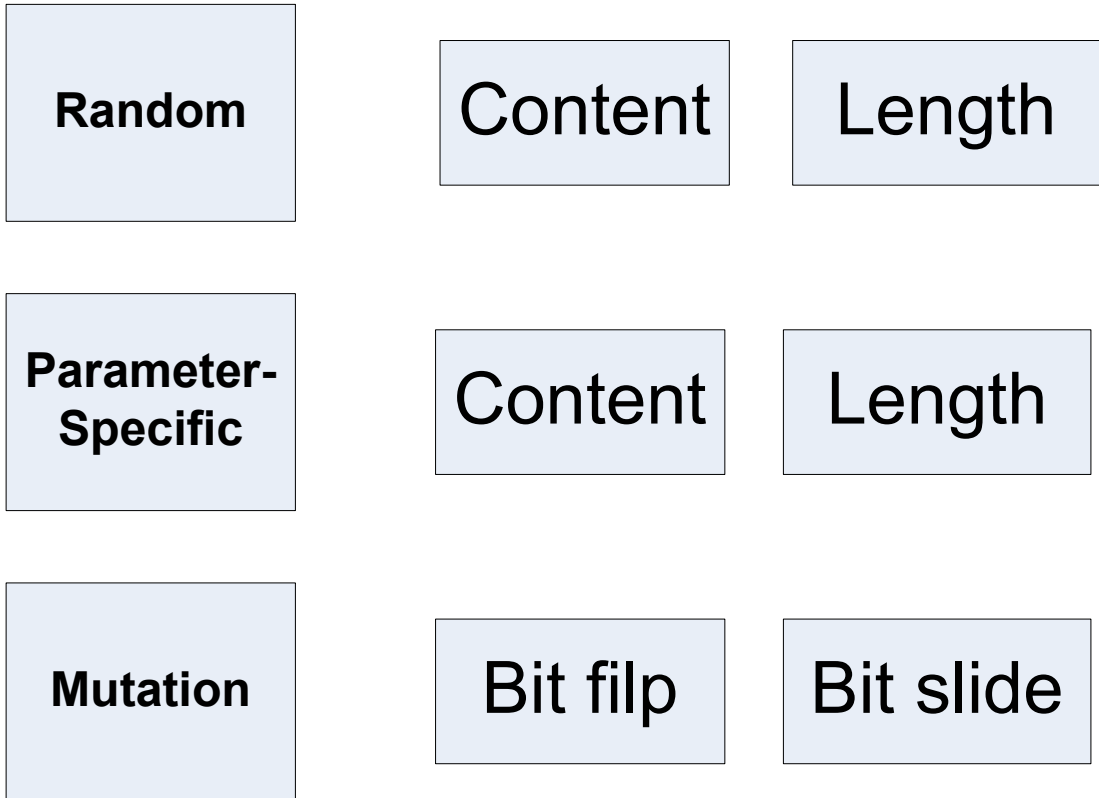 Random
Content
Length
Parameter-
Specific
Content
Length
Mutation
Bit filp
Bit slide